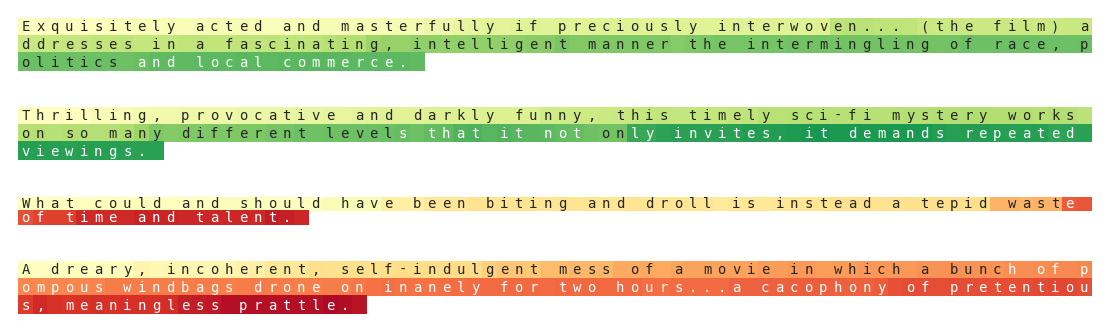 Exquisitely acted and masterfully if preciously interwoven... (the film) a
ddresses in a fascinating, intelligent manner the intermingling of race, p
olitics and local commerce.
Thrilling, provocative and darkly funny, this timely sci-fi mystery works
on so many different levels that it not only invites, it demands repeated
viewings.
What could and should have been biting and droll is instead a tepid waste
of time and talent.
A dreary, incoherent, self-indulgent mess of a movie in which a bunch of p
ompous windbags drone on inanely for two hours...a cacophony of pretentiou
s, meaningless prattle.